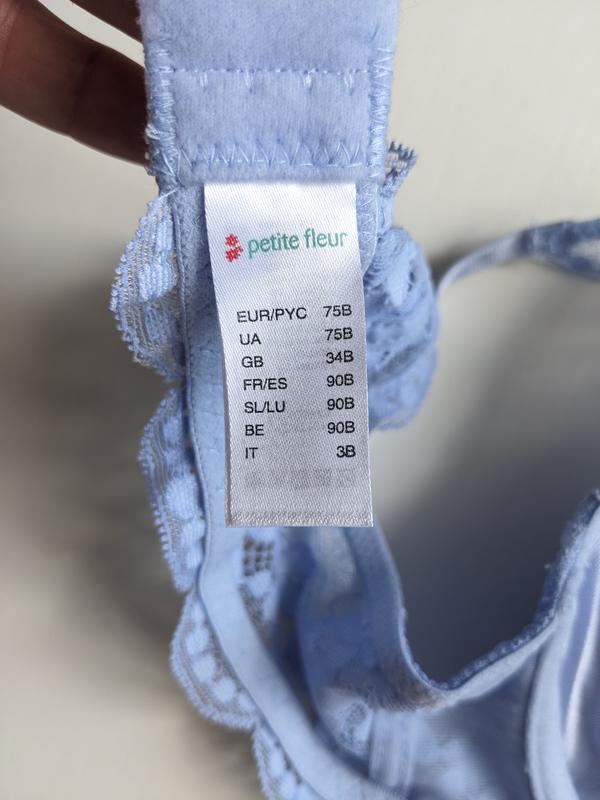 petite fleur
EUR/PYC 75B
UA 75B
GB 34B
FR/ES 90B
SL/LU 90B
BE 90B
IT 3B